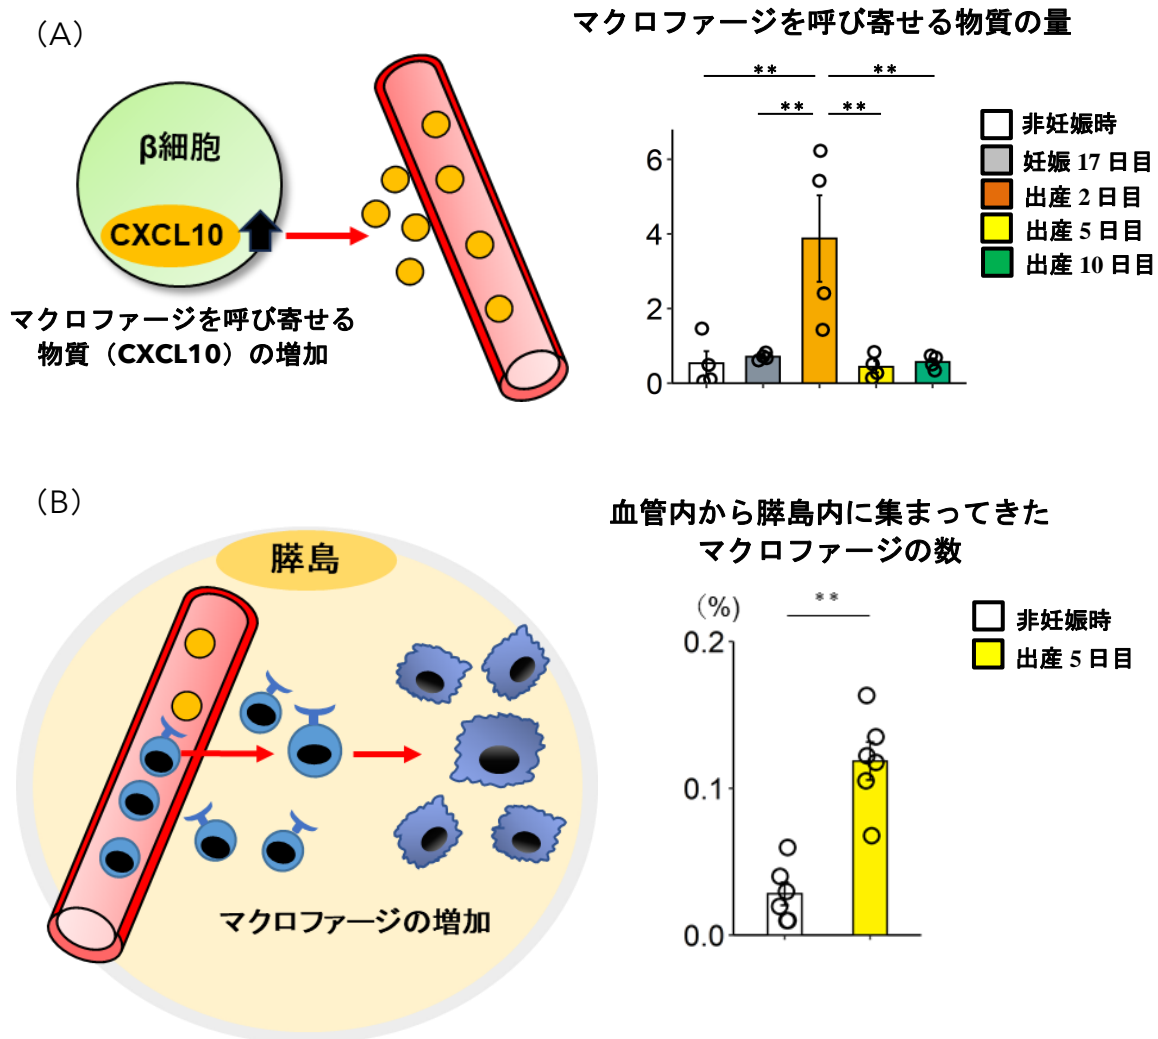 (A)
β細胞
CXCL10
マクロファージを呼び寄せる
物質（CXCL10）の増加
マクロファージを呼び寄せる物質の量
** **
** **
6
4
2
0
非妊娠時
妊娠 17 日目
出産 2 日目
出産 5 日目
出産 10 日目
(B)
膵島
マクロファージの増加
血管内から膵島内に集まってきた
マクロファージの数
(%)
**
0.2
0.1
0.0
非妊娠時
出産 5 日目